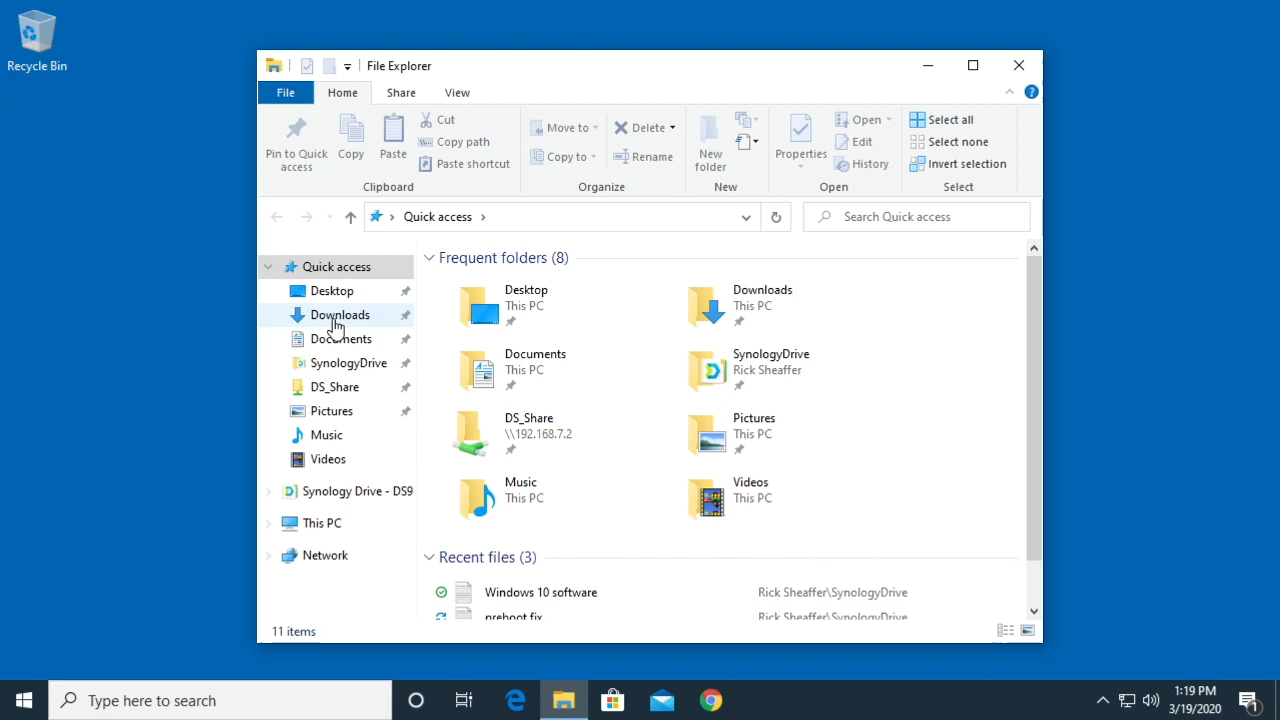 Recycle Bin
File Explorer
File Home Share View
Pin to Quick access
Copy
Paste
Cut
Copy path
Paste shortcut
Clipboard
Move to
Copy to
Delete
Rename
Organize
New folder
New
Properties
Open
Edit
History
Open
Select all
Select none
Invert selection
Select
Quick access
Search Quick access
Quick access
Desktop
Downloads
Documents
SynologyDrive
DS_Share
Pictures
Music
Videos
Synology Drive - DS9
This PC
Network
Frequent folders (8)
Desktop
This PC
Downloads
This PC
Documents
This PC
SynologyDrive
Rick Sheaffer
DS_Share
\\192.168.7.2
Pictures
This PC
Music
This PC
Videos
This PC
Recent files (3)
Windows 10 software Rick Sheaffer\SynologyDrive
preboot fix Rick Sheaffer\SynologyDrive
11 items
Type here to search
1:19 PM
3/19/2020
1